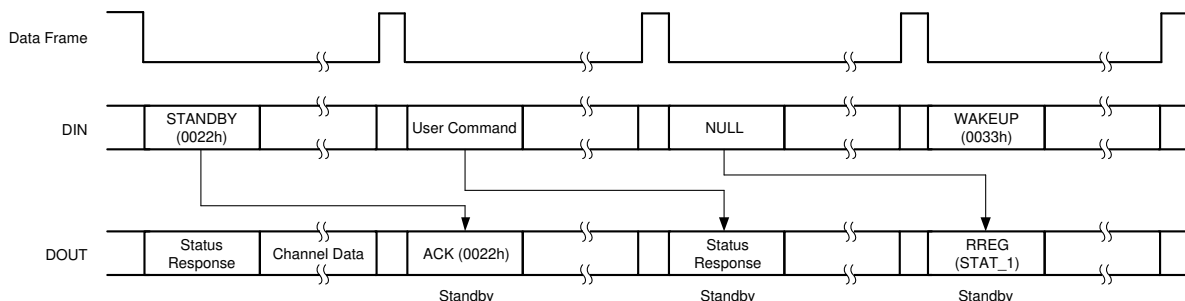 Data Frame
DIN
STANDBY
(0022h)
User Command
NULL
WAKEUP
(0033h)
DOUT
Status
Response
Channel Data
ACK (0022h)
Status
Response
RREG
(STAT_1)
Standby
Standby
Standby